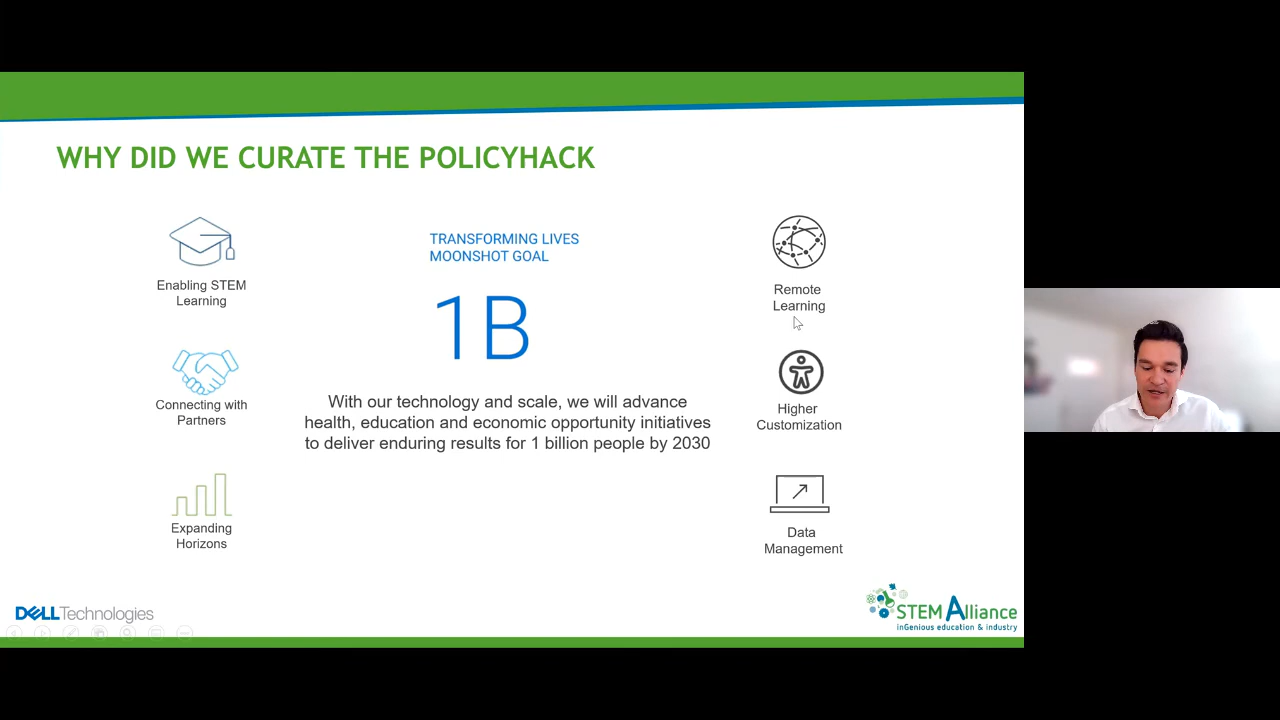 WHY DID WE CURATE THE POLICYHACK
Enabling STEM
Learning
Connecting with
Partners
Expanding
Horizons
TRANSFORMING LIVES
MOONSHOT GOAL
1B
With our technology and scale, we will advance
health, education and economic opportunity initiatives
to deliver enduring results for 1 billion people by 2030
Remote
Learning
Higher
Customization
Data
Management
DELLTechnologies
STEM Alliance
inGenious education & industry